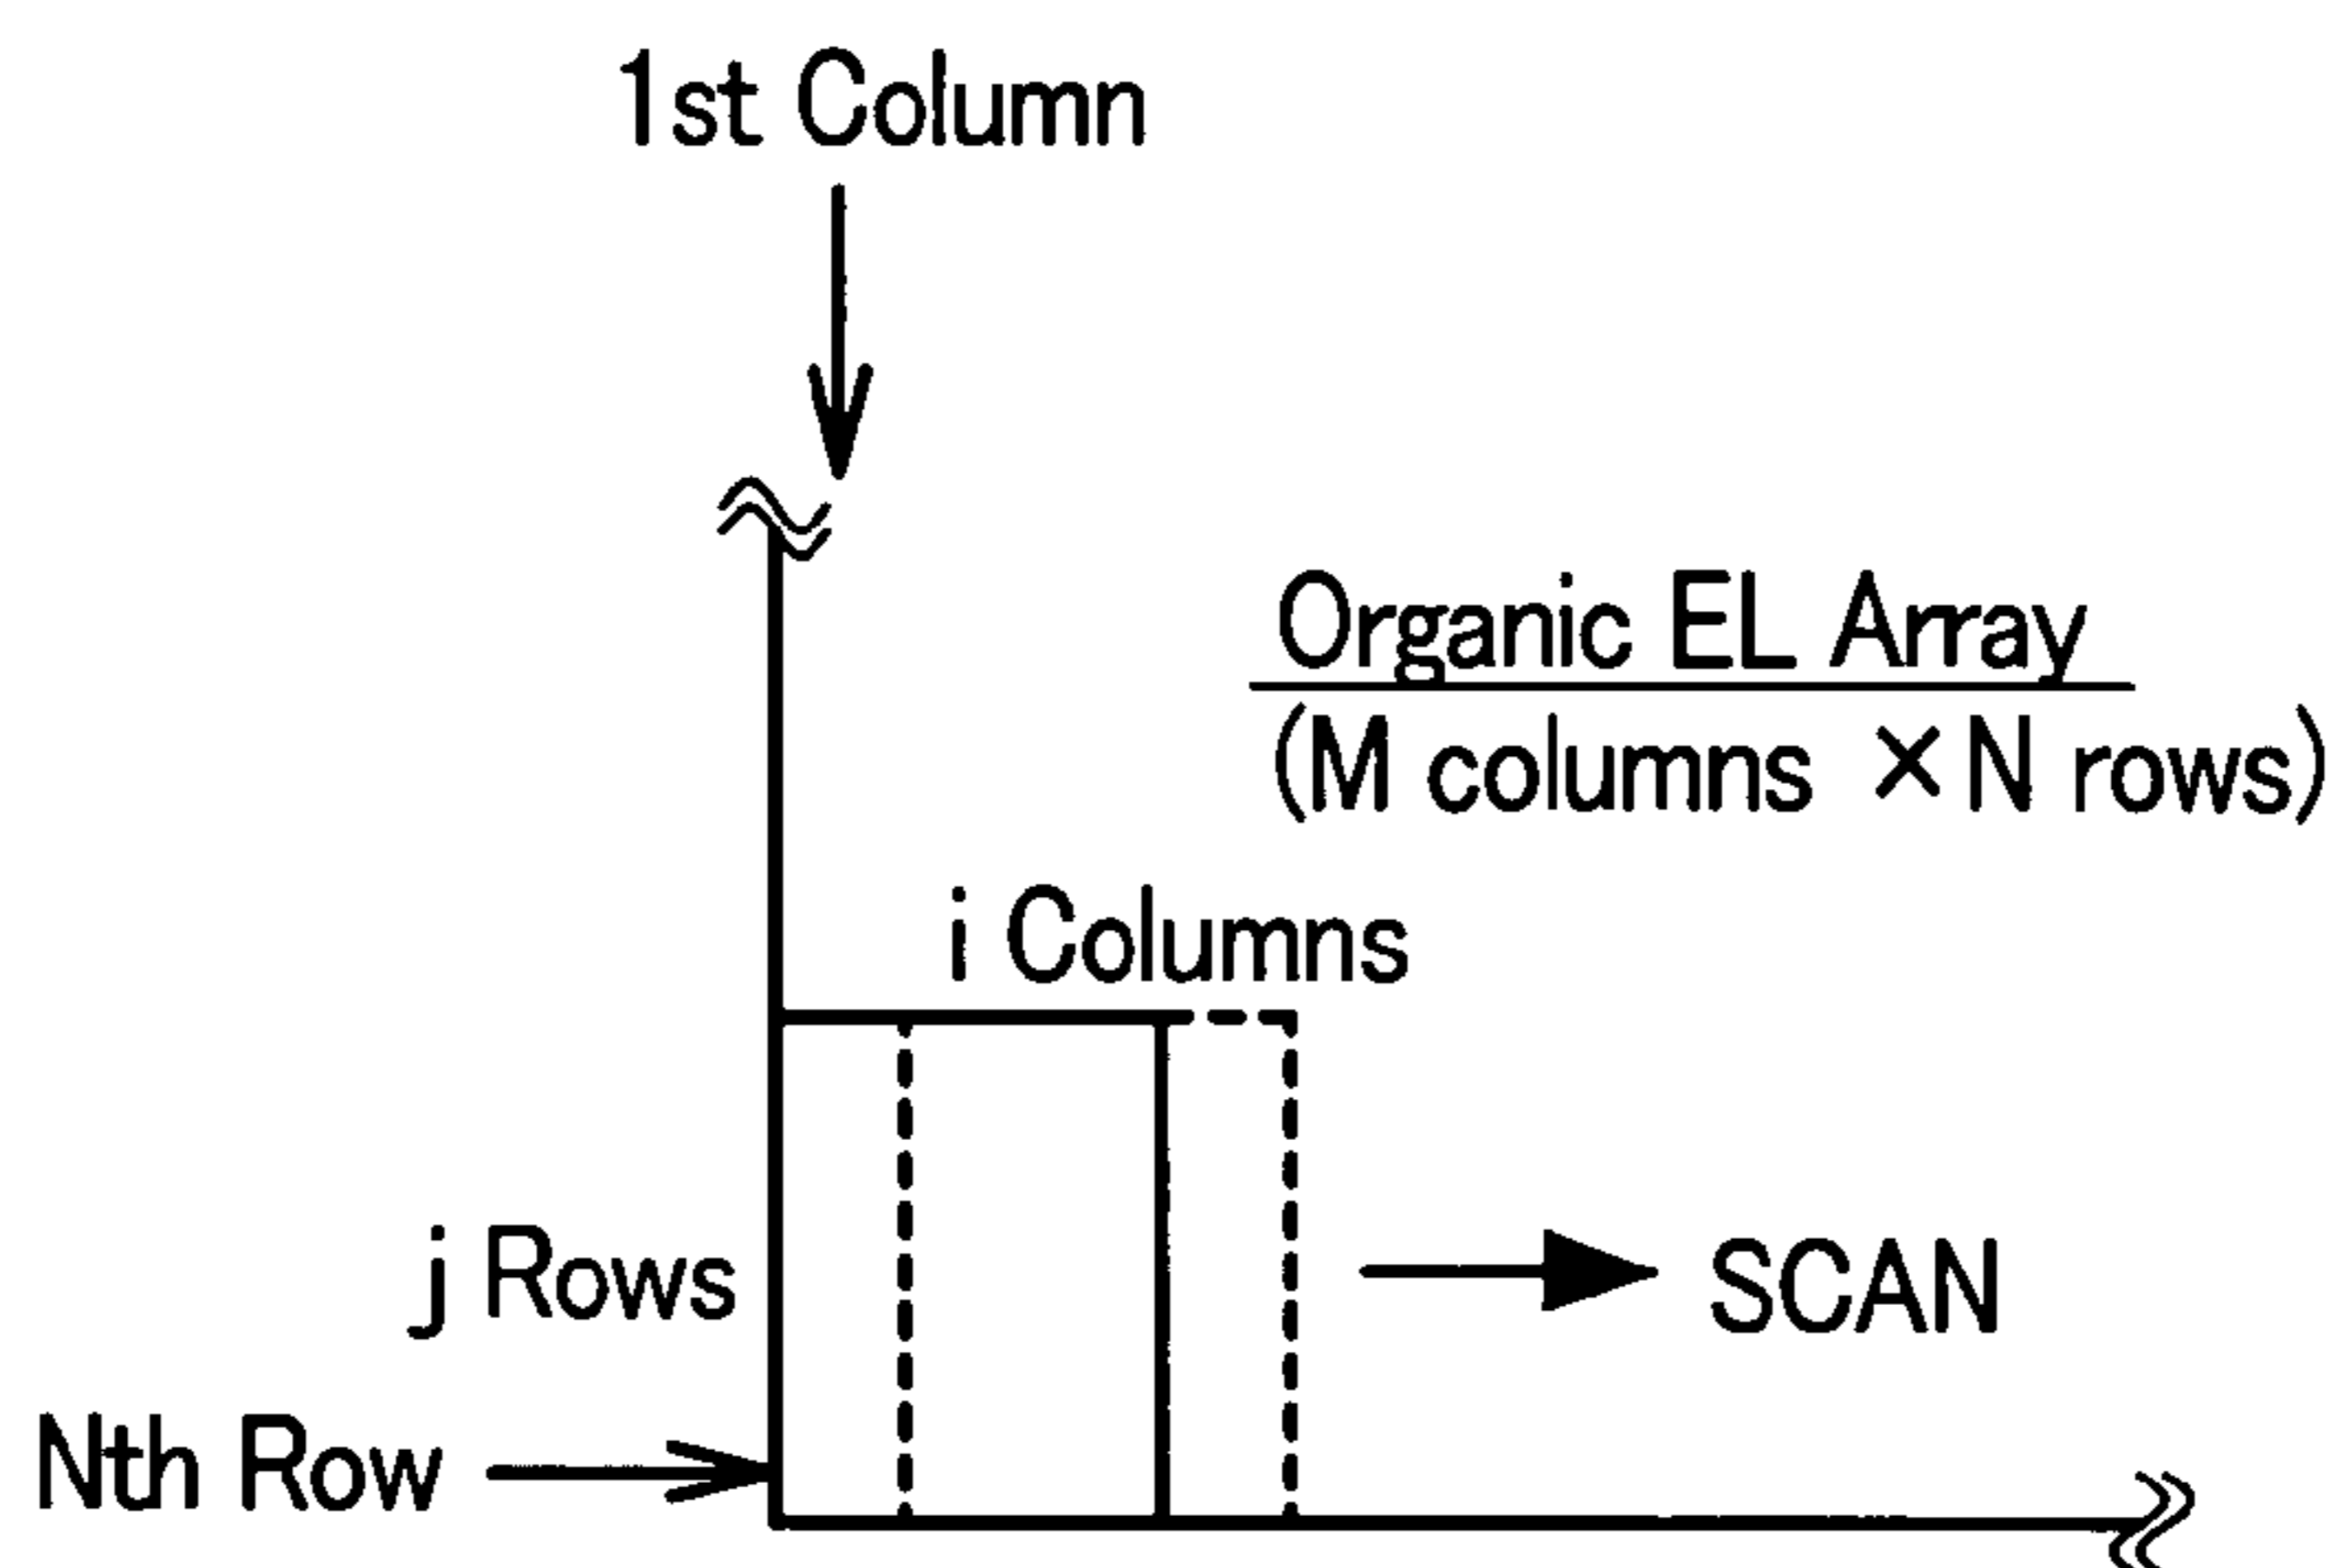 1st Column
Organic EL Array
(M columns × N rows)
i Columns
j Rows
SCAN
Nth Row